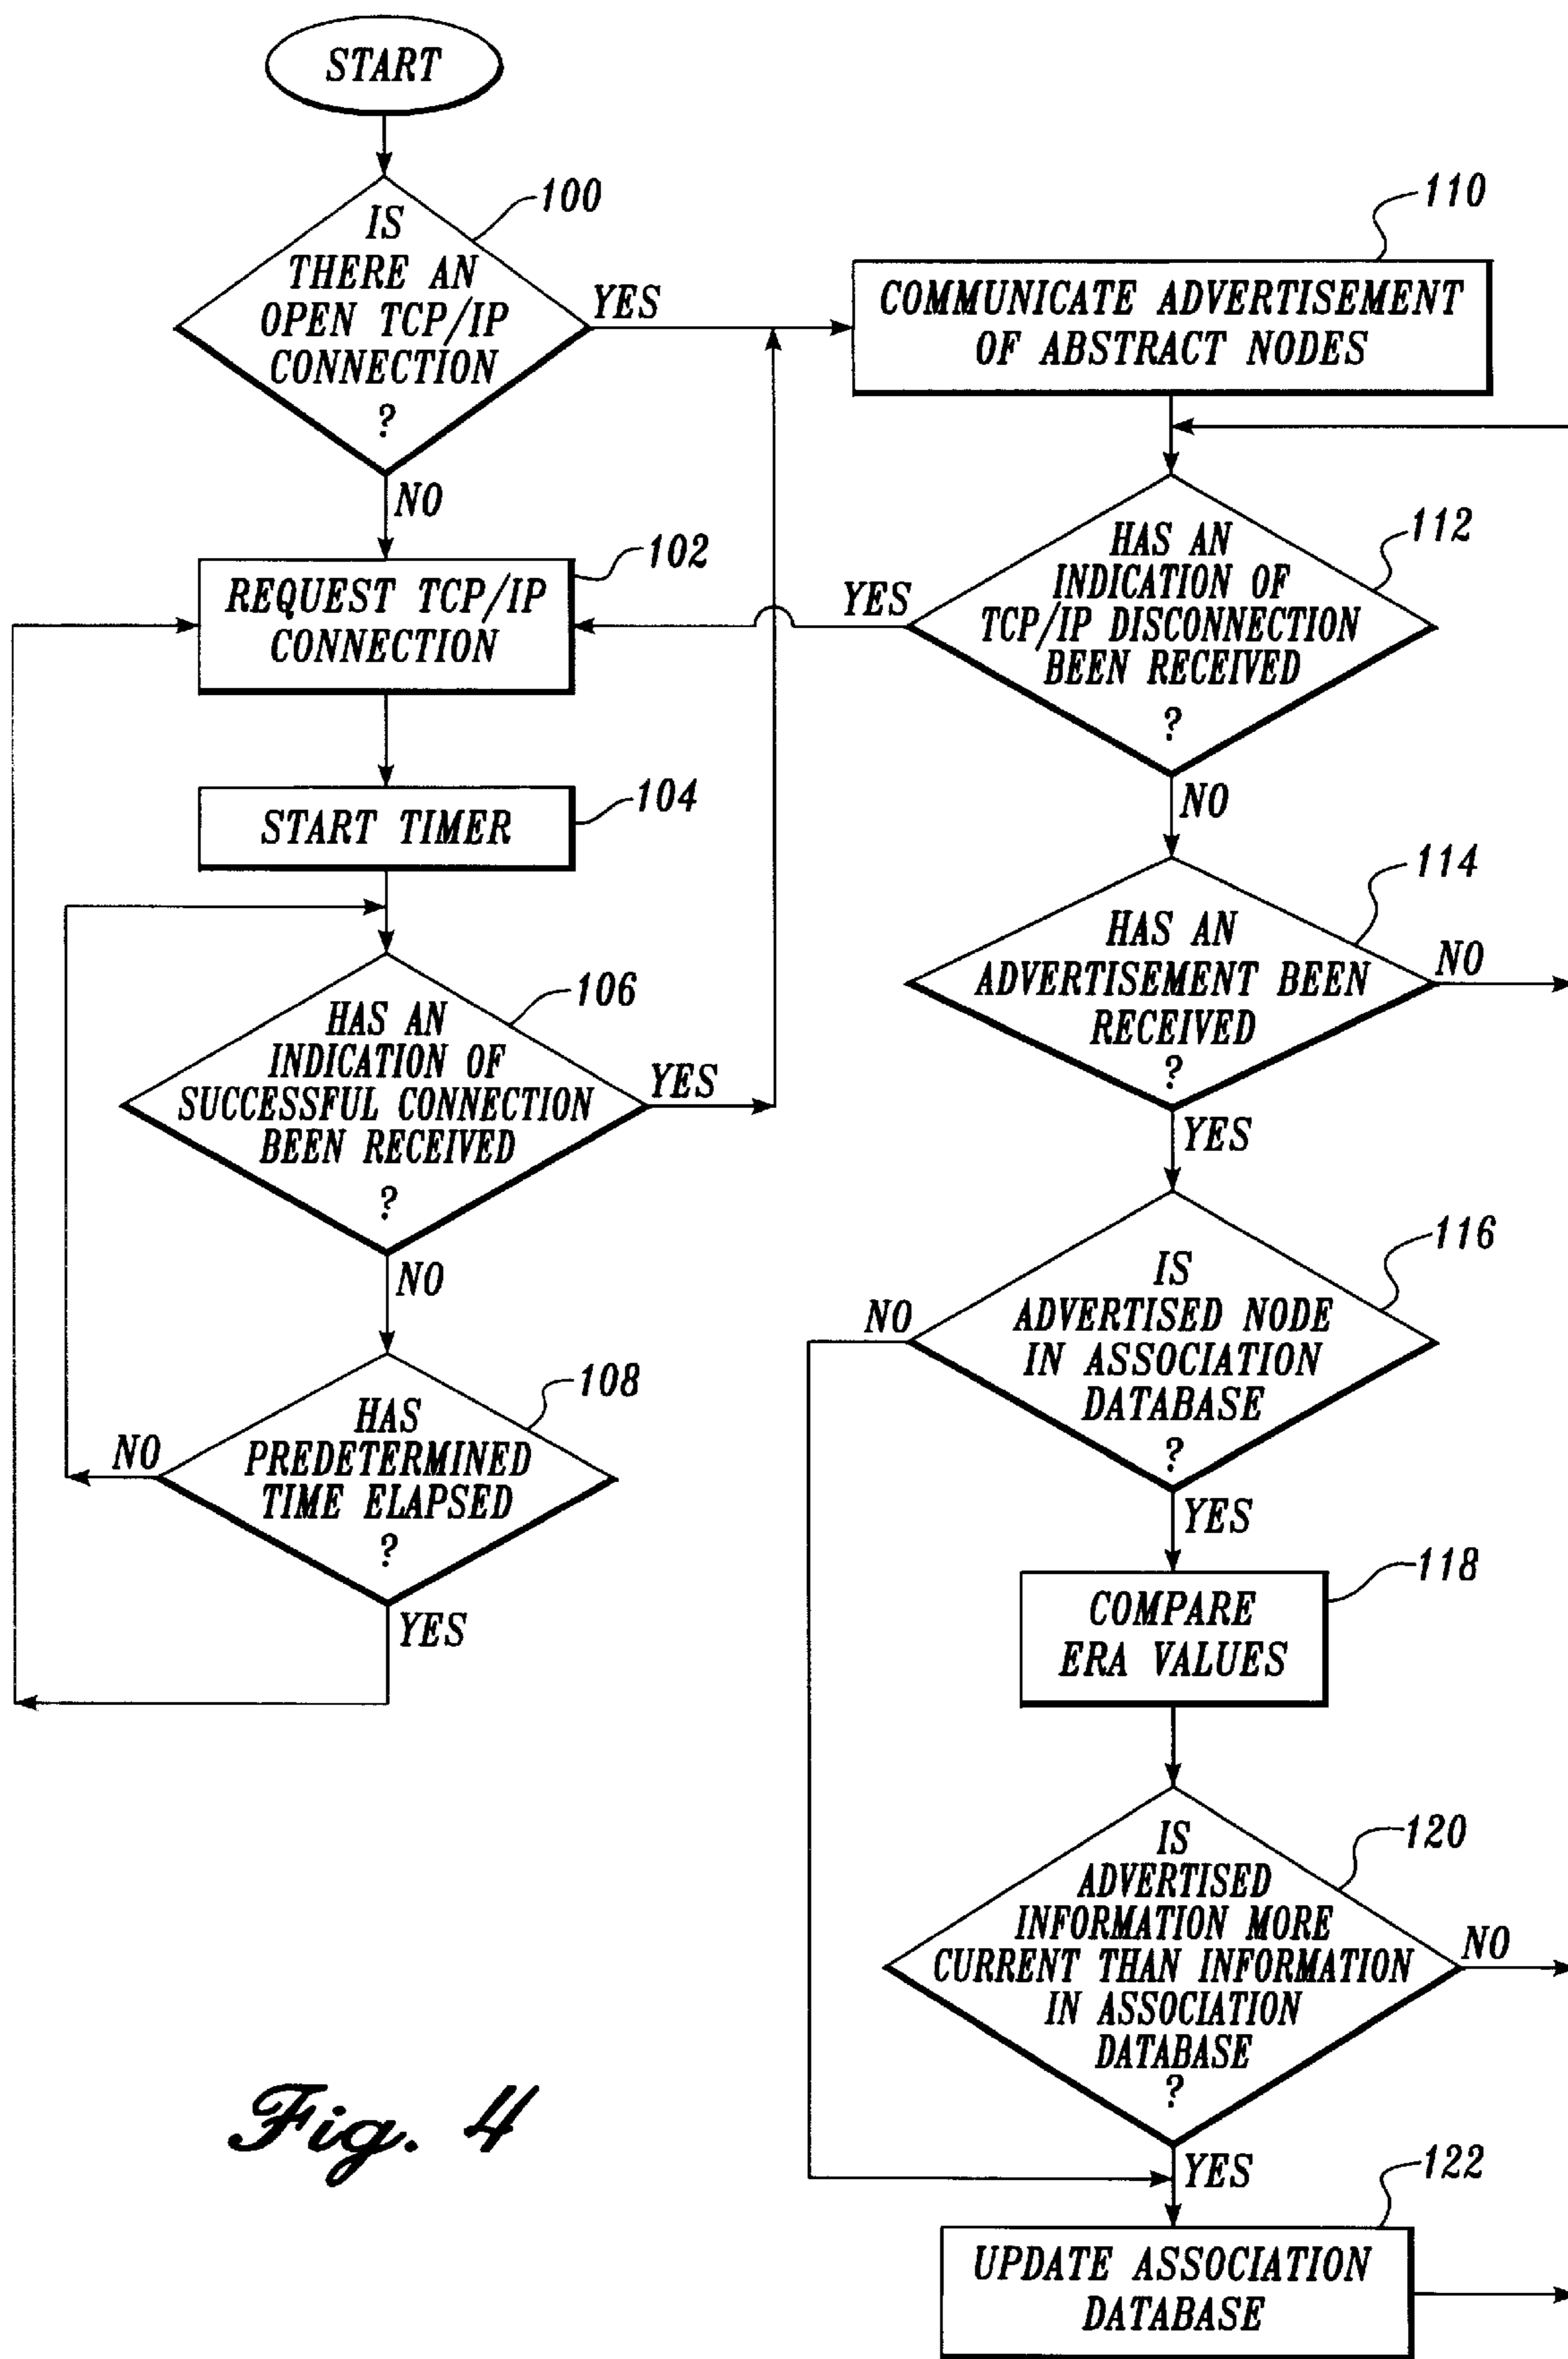 START
100
IS
THERE AN
OPEN TCP/IP
CONNECTION
?
YES
NO
102
REQUEST TCP/IP
CONNECTION
104
START TIMER
106
HAS AN
INDICATION OF
SUCCESSFUL CONNECTION
BEEN RECEIVED
?
YES
NO
108
HAS
PREDETERMINED
TIME ELAPSED
?
NO
YES
110
COMMUNICATE ADVERTISEMENT
OF ABSTRACT NODES
112
HAS AN
INDICATION OF
TCP/IP DISCONNECTION
BEEN RECEIVED
?
YES
NO
114
HAS AN
ADVERTISEMENT BEEN
RECEIVED
?
NO
YES
116
IS
ADVERTISED NODE
IN ASSOCIATION
DATABASE
?
NO
YES
118
COMPARE
ERA VALUES
120
IS
ADVERTISED
INFORMATION MORE
CURRENT THAN INFORMATION
IN ASSOCIATION
DATABASE
?
NO
YES
122
UPDATE ASSOCIATION
DATABASE
Fig. 4